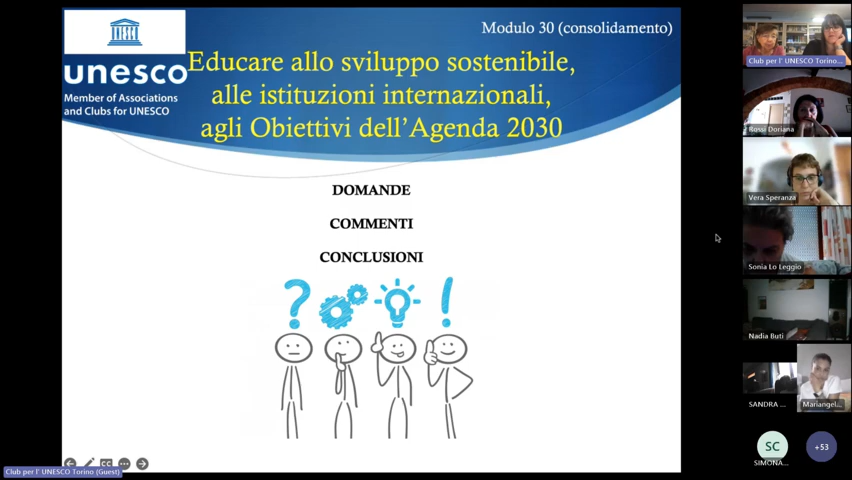 Modulo 30 (consolidamento)
unesco
Member of Associations
and Clubs for UNESCO
Educare allo sviluppo sostenibile,
alle istituzioni internazionali,
agli Obiettivi dell'Agenda 2030
DOMANDE
COMMENTI
CONCLUSIONI
? !
CC
Club per l' UNESCO Torino (Guest)
Club per l' UNESCO Torino...
Rossi Doriana
Vera Speranza
Sonia Lo Leggio
Nadia Buti
SANDRA ...
Mariangel...
SC
SIMONA...
+53